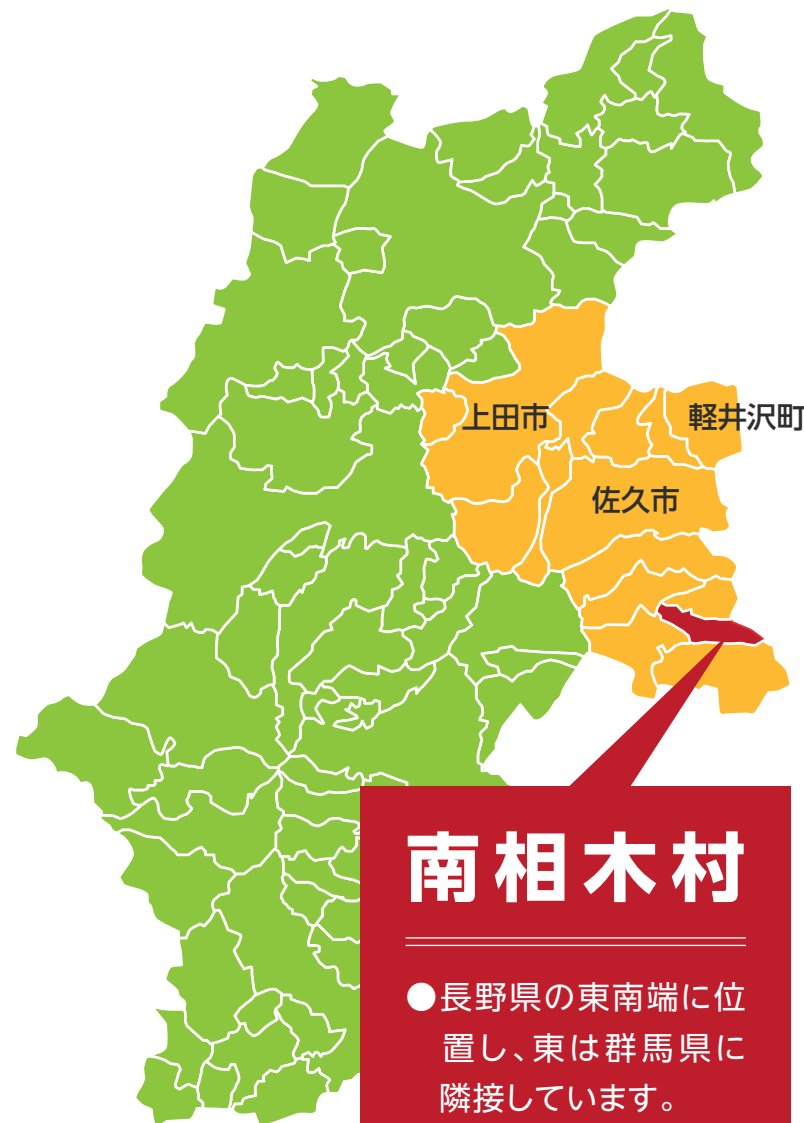 上田市
軽井沢町
佐久市
南相木村
●長野県の東南端に位
置し、東は群馬県に
隣接しています。